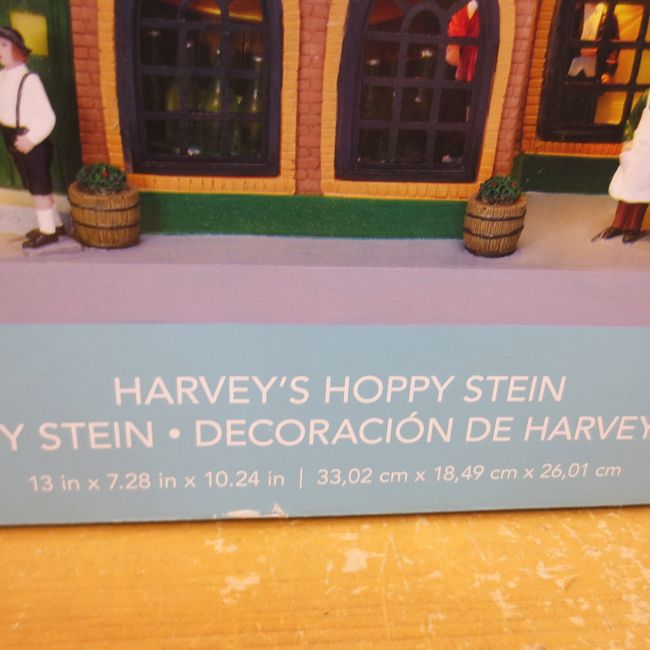 HARVEY'S HOPPY STEIN
Y STEIN • DECORACIÓN DE HARVEY
13 in x 7.28 in x 10.24 in | 33,02 cm x 18,49 cm x 26,01 cm